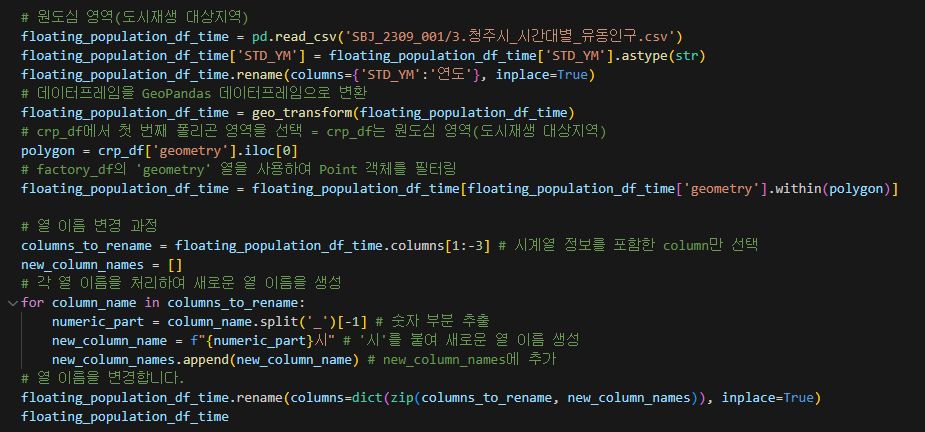 # 원도심 영역(도시재생 대상지역)
floating_population_df_time = pd.read_csv('SBJ_2309_001/3.청주시_시간대별_유동인구.csv')
floating_population_df_time['STD_YM'] = floating_population_df_time['STD_YM'].astype(str)
floating_population_df_time.rename(columns={'STD_YM':'연도'}, inplace=True)
# 데이터프레임을 GeoPandas 데이터프레임으로 변환
floating_population_df_time = geo_transform(floating_population_df_time)
# crp_df에서 첫 번째 폴리곤 영역을 선택 = crp_df는 원도심 영역(도시재생 대상지역)
polygon = crp_df['geometry'].iloc[0]
# factory_df의 'geometry' 열을 사용하여 Point 객체를 필터링
floating_population_df_time = floating_population_df_time[floating_population_df_time['geometry'].within(polygon)]
# 열 이름 변경 과정
columns_to_rename = floating_population_df_time.columns[1:-3] # 시계열 정보를 포함한 column만 선택
new_column_names = []
# 각 열 이름을 처리하여 새로운 열 이름을 생성
for column_name in columns_to_rename:
    numeric_part = column_name.split('_')[-1] # 숫자 부분 추출
    new_column_name = f"{numeric_part}시" # '시'를 붙여 새로운 열 이름 생성
    new_column_names.append(new_column_name) # new_column_names에 추가
# 열 이름을 변경합니다.
floating_population_df_time.rename(columns=dict(zip(columns_to_rename, new_column_names)), inplace=True)
floating_population_df_time